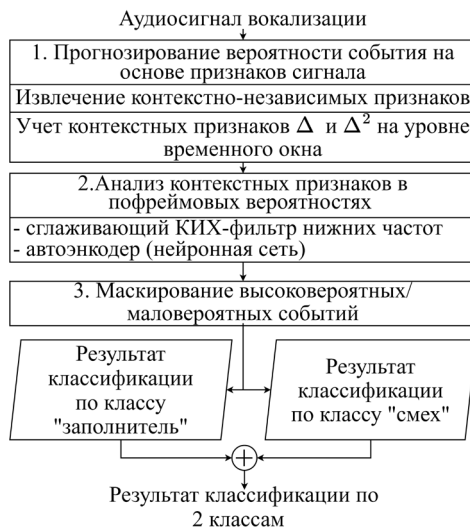 Аудиосигнал вокализации
1. Прогнозирование вероятности события на
основе признаков сигнала
Извлечение контекстно-независимых признаков
Учет контекстных признаков Δ и Δ² на уровне
временного окна
2.Анализ контекстных признаков в
пофреймовых вероятностях
- сглаживающий КИХ-фильтр нижних частот
- автоэнкодер (нейронная сеть)
3. Маскирование высоковероятных/
маловероятных событий
Результат
классификации
по классу
"заполнитель"
Результат
классификации
по классу "смех"
Результат классификации по
2 классам